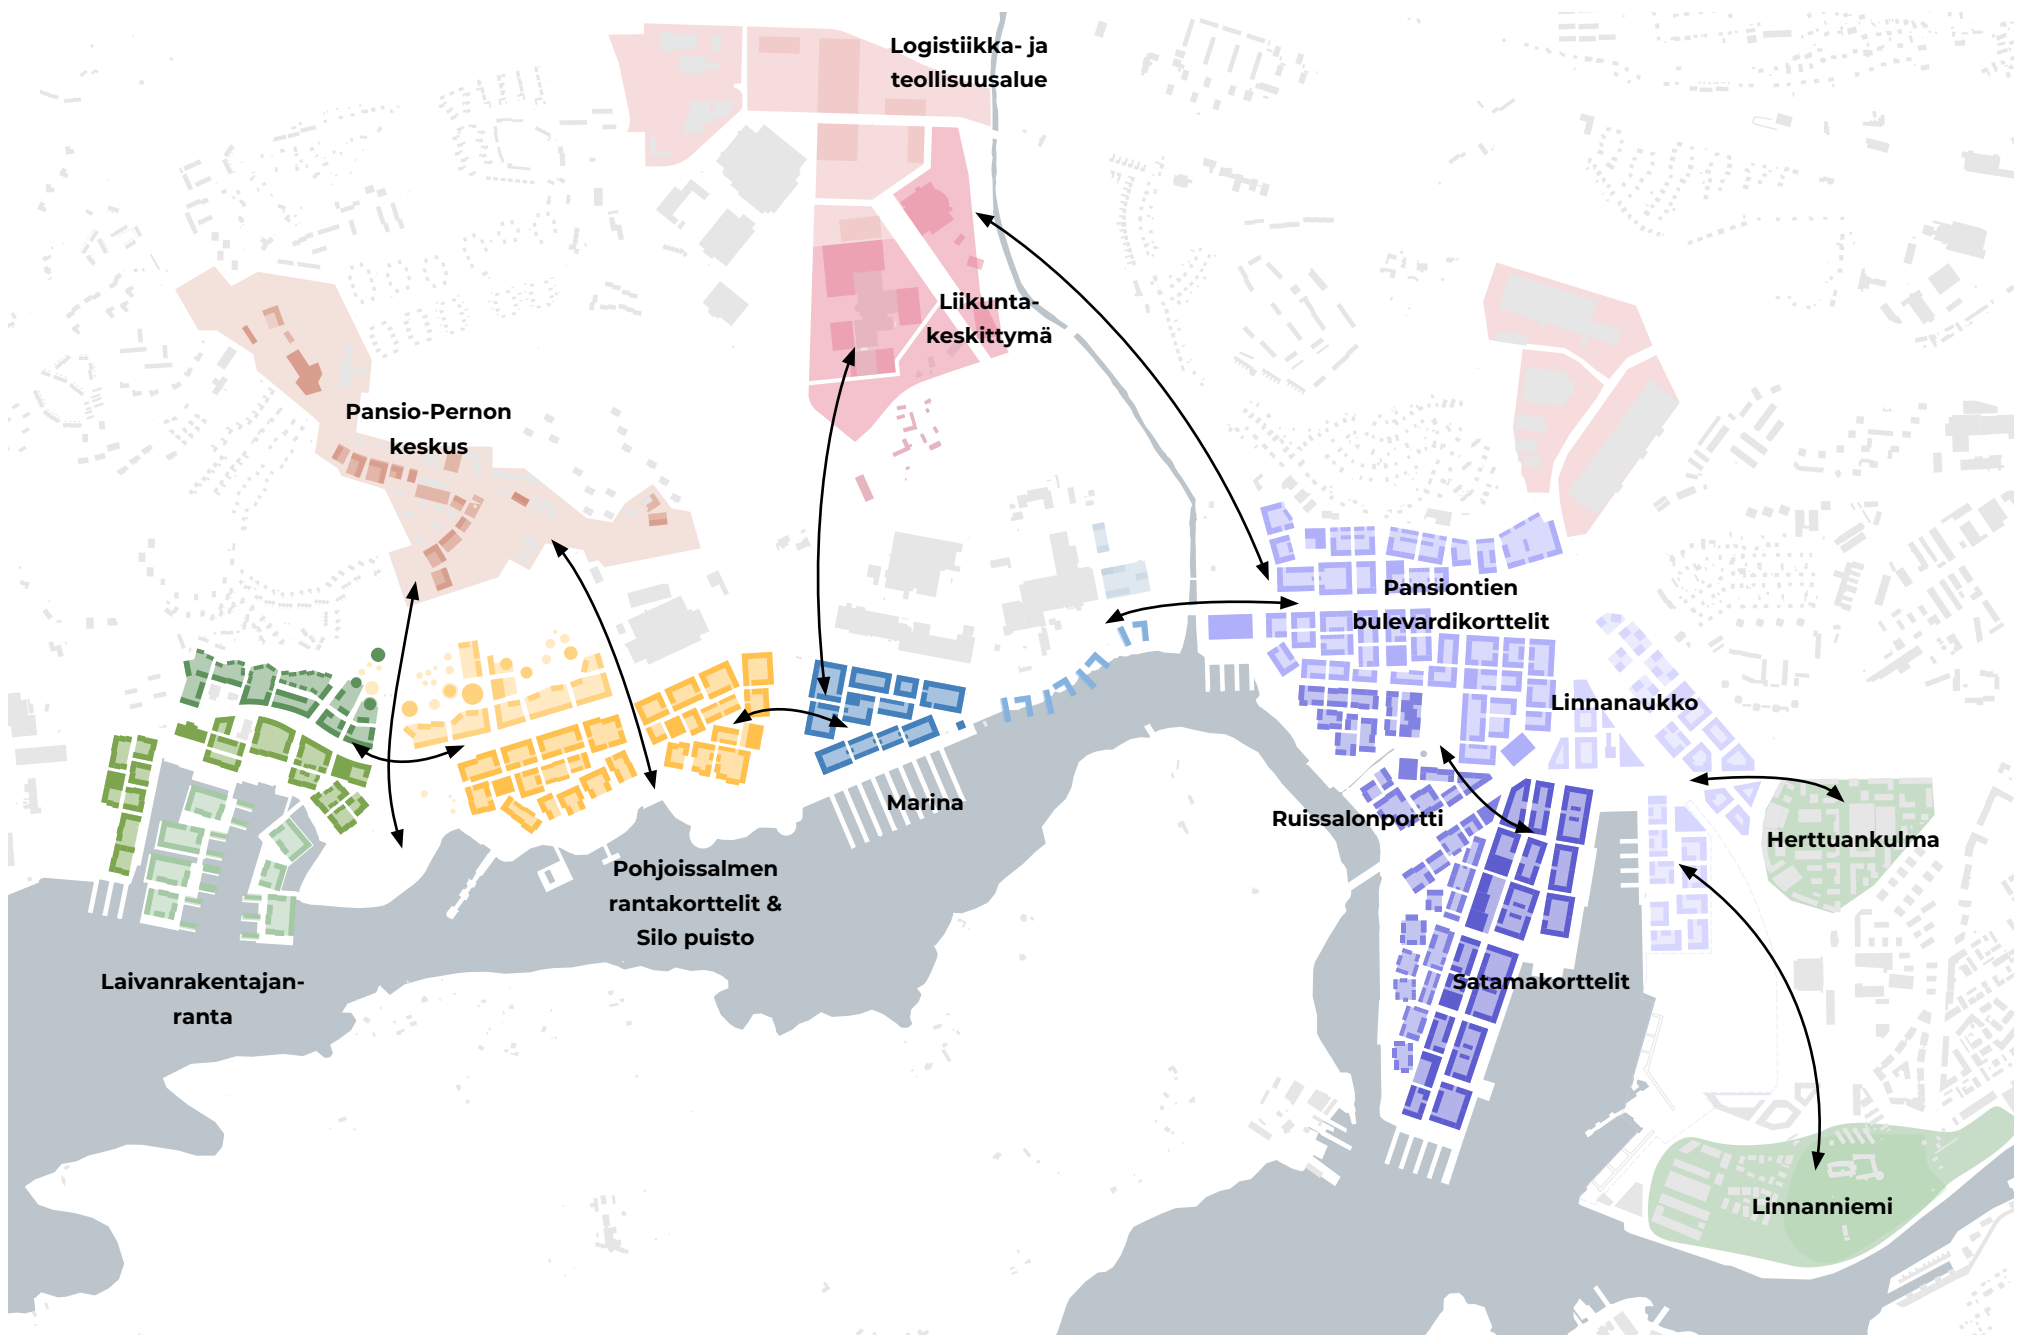 Logistiikka- ja
teollisuusalue
Liikunta-
keskittymä
Pansio-Pernon
keskus
Pansiontien
bulevardikorttelit
Linnanaukko
Marina
Ruissalonportti
Herttuankulma
Pohjoissalmen
rantakorttelit &
Silo puisto
Laivanrakentajan-
ranta
Satamakorttelit
Linnanniemi